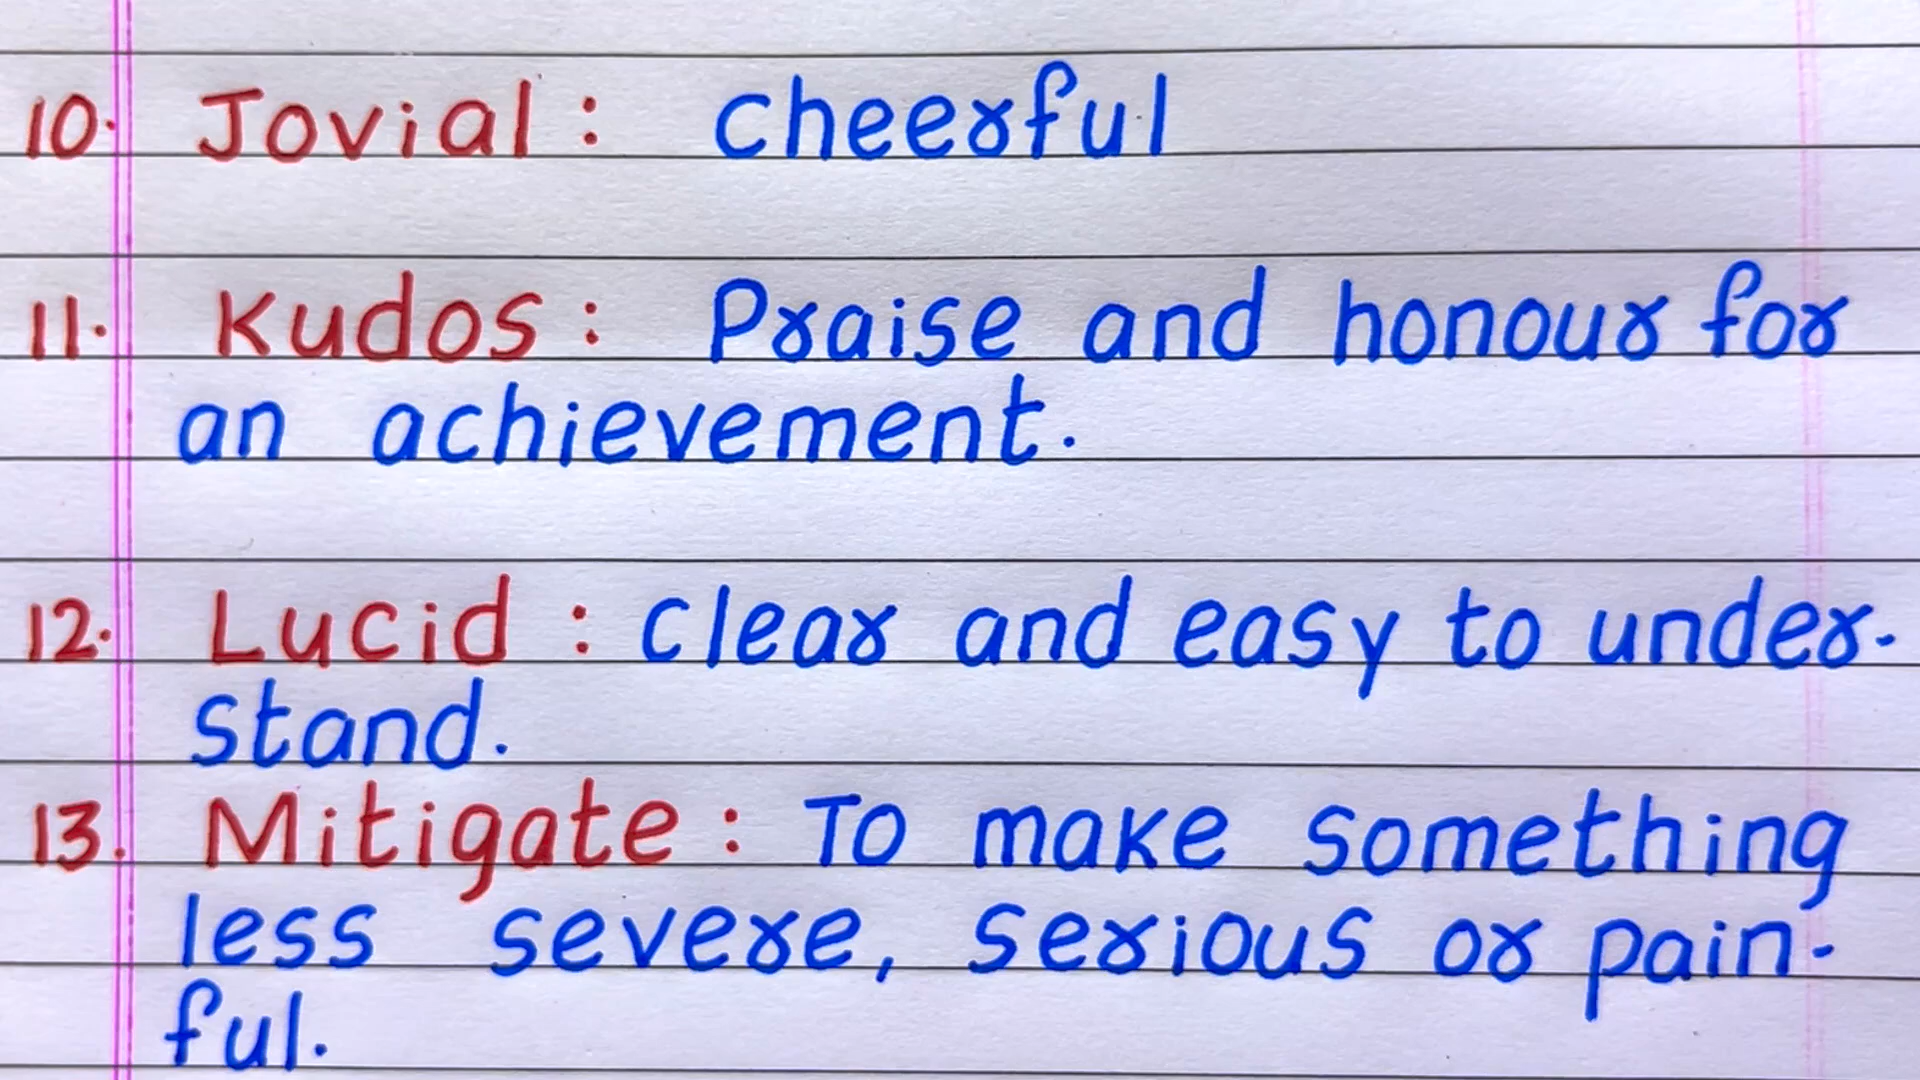 10. Jovial : cheerful
11. Kudos : Praise and honour for
an achievement.
12. Lucid : clear and easy to under-
stand.
13. Mitigate : To make something
less severe, serious or pain-
ful.